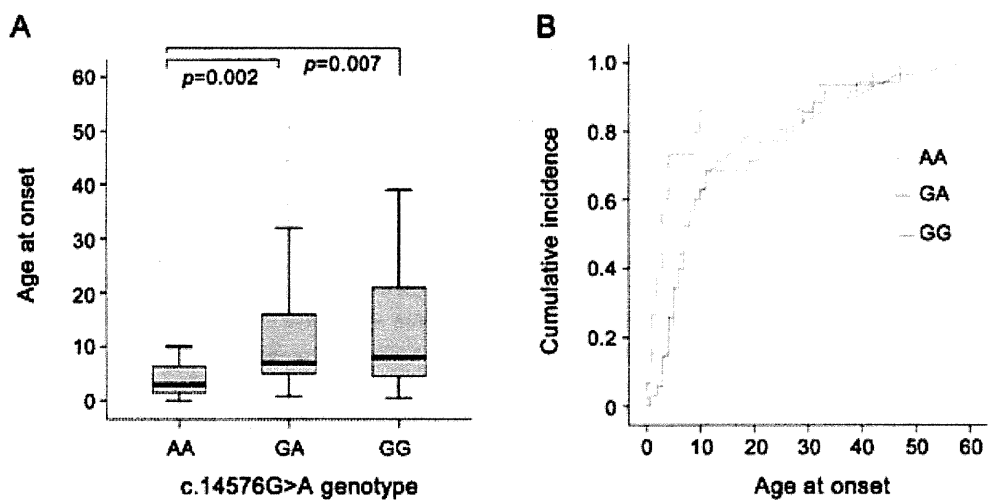 A
p=0.002
p=0.007
60
50
40
30
20
10
0
Age at onset
AA
GA
GG
c.14576G>A genotype
B
1.0
0.8
0.6
0.4
0.2
0
Cumulative incidence
AA
GA
GG
0
10
20
30
40
50
60
Age at onset